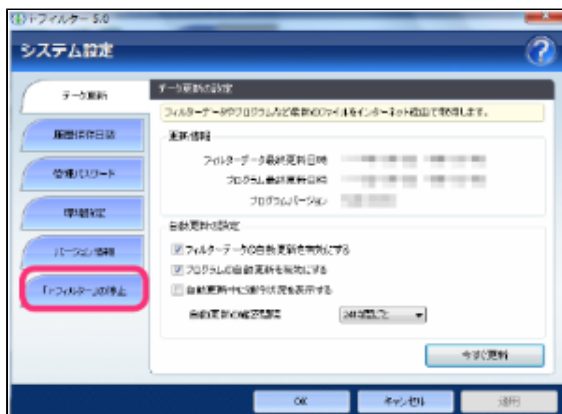 i-フィルター 5.0
システム設定
データ更新
履歴保存日数
管理パスワード
環境設定
バージョン情報
「i-フィルター」の停止
データ更新の設定
フィルターデータやプログラムなど最新のファイルをインターネット経由で取得します。
更新情報
フィルターデータ最終更新日時
プログラム最終更新日時
プログラムバージョン
自動更新の設定
フィルターデータの自動更新を有効にする
プログラムの自動更新を有効にする
自動更新中に進行状況を表示する
自動更新の確認間隔
24時間ごと
今すぐ更新
OK
キャンセル
適用